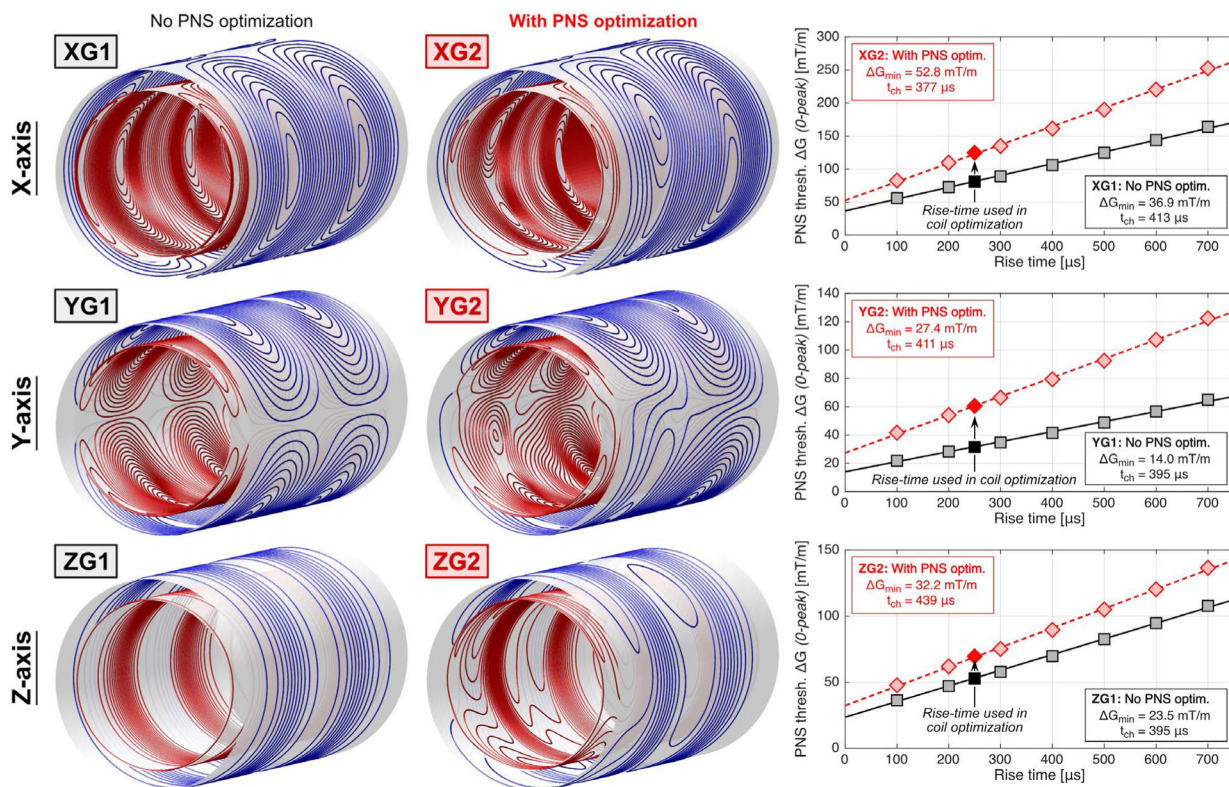 No PNS optimization
With PNS optimization
XG1
XG2
X-axis
PNS thresh. ΔG (0-peak) [mT/m]
300
250
200
150
100
50
0
XG2: With PNS optim.
ΔGmin = 52.8 mT/m
tch = 377 µs
Rise-time used in
coil optimization
XG1: No PNS optim.
ΔGmin = 36.9 mT/m
tch = 413 µs
0 100 200 300 400 500 600 700
Rise time [µs]
YG1
YG2
Y-axis
PNS thresh. ΔG (0-peak) [mT/m]
140
120
100
80
60
40
20
0
YG2: With PNS optim.
ΔGmin = 27.4 mT/m
tch = 411 µs
Rise-time used in coil optimization
YG1: No PNS optim.
ΔGmin = 14.0 mT/m
tch = 395 µs
0 100 200 300 400 500 600 700
Rise time [µs]
ZG1
ZG2
Z-axis
PNS thresh. ΔG (0-peak) [mT/m]
150
100
50
0
ZG2: With PNS optim.
ΔGmin = 32.2 mT/m
tch = 439 µs
Rise-time used in
coil optimization
ZG1: No PNS optim.
ΔGmin = 23.5 mT/m
tch = 395 µs
0 100 200 300 400 500 600 700
Rise time [µs]